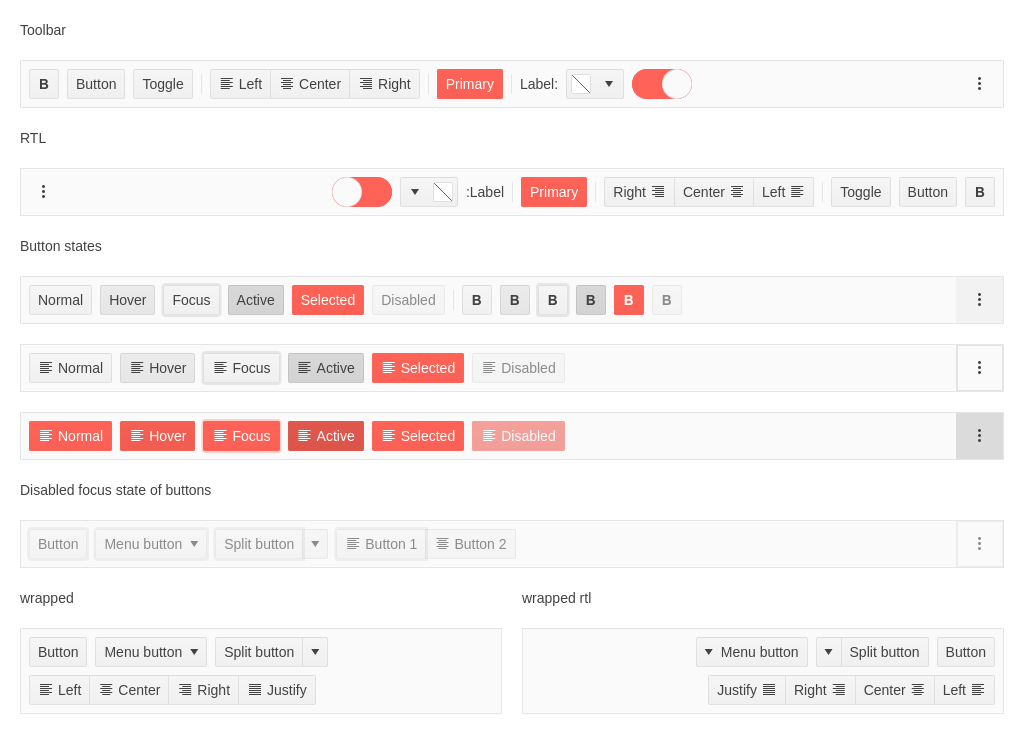 Toolbar
B Button Toggle Left Center Right Primary Label:
RTL
:Label Primary Right Center Left Toggle Button B
Button states
Normal Hover Focus Active Selected Disabled B B B B B B
Normal Hover Focus Active Selected Disabled
Normal Hover Focus Active Selected Disabled
Disabled focus state of buttons
Button Menu button Split button Button 1 Button 2
wrapped
Button Menu button Split button
Left Center Right Justify
wrapped rtl
Menu button Split button Button
Justify Right Center Left